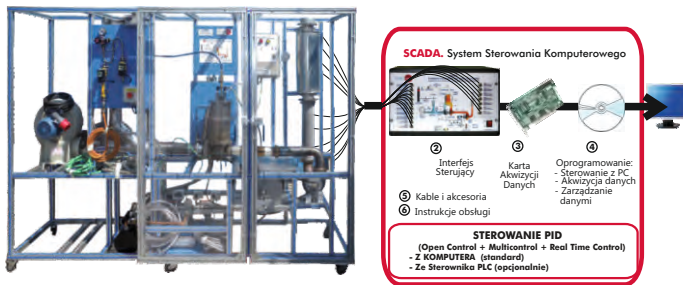 SCADA. System Sterowania Komputerowego
②
Interfejs
Sterujący
③
Karta
Akwizycji
Danych
④
Oprogramowanie:
- Sterowanie z PC
- Akwizycja danych
- Zarządzanie
danymi
⑤ Kable i akcesoria
⑥ Instrukcje obsługi
STEROWANIE PID
(Open Control + Multicontrol + Real Time Control)
- Z KOMPUTERA (standard)
- Ze Sterownika PLC (opcjonalnie)